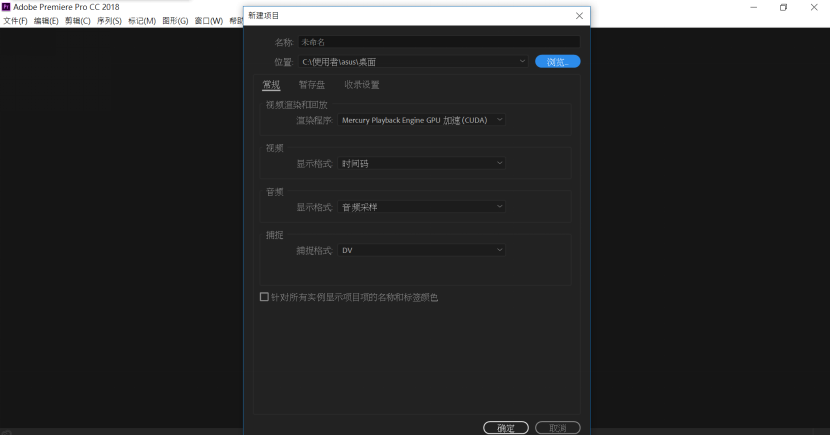 Adobe Premiere Pro CC 2018
文件(F) 编辑(E) 剪辑(C) 序列(S) 标记(M) 图形(G) 窗口(W) 帮助
新建项目
名称: 未命名
位置: C:\使用者\asus\桌面 浏览...
常规 暂存盘 收录设置
视频渲染和回放
渲染程序: Mercury Playback Engine GPU 加速 (CUDA)
视频
显示格式: 时间码
音频
显示格式: 音频采样
捕捉
捕捉格式: DV
针对所有实例显示项目项的名称和标签颜色
确定 取消